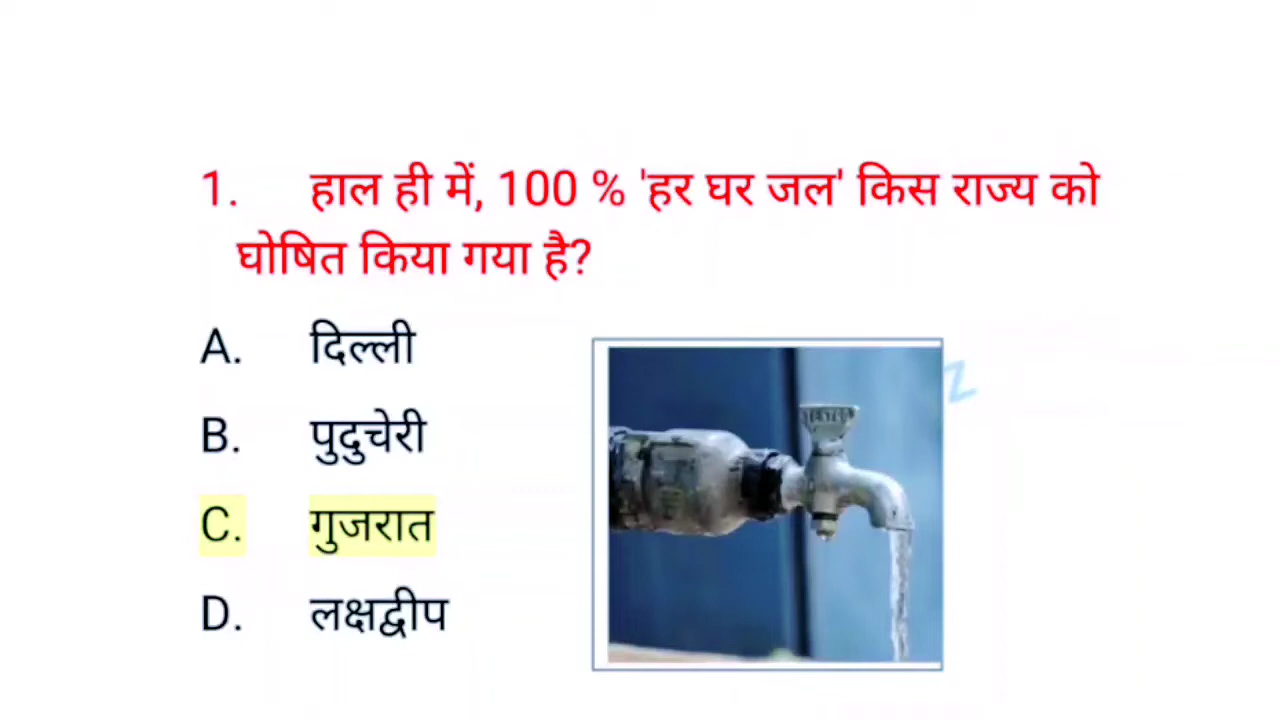 1. हाल ही में, 100 % 'हर घर जल' किस राज्य को
घोषित किया गया है?
A. दिल्ली
B. पुदुचेरी
C. गुजरात
D. लक्षद्वीप